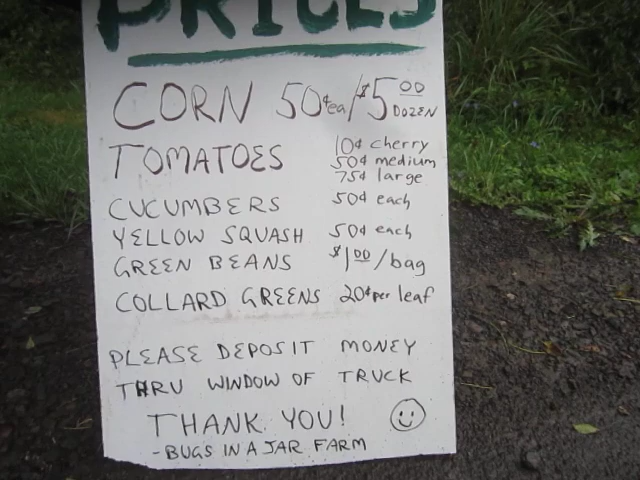 PRICES
CORN 50¢ea/$5.00 DOZEN
TOMATOES 10¢ cherry
50¢ medium
75¢ large
CUCUMBERS 50¢ each
YELLOW SQUASH 50¢ each
GREEN BEANS $1.00/bag
COLLARD GREENS 20¢ per leaf
PLEASE DEPOSIT MONEY
THRU WINDOW OF TRUCK
THANK YOU!
-BUGS IN A JAR FARM